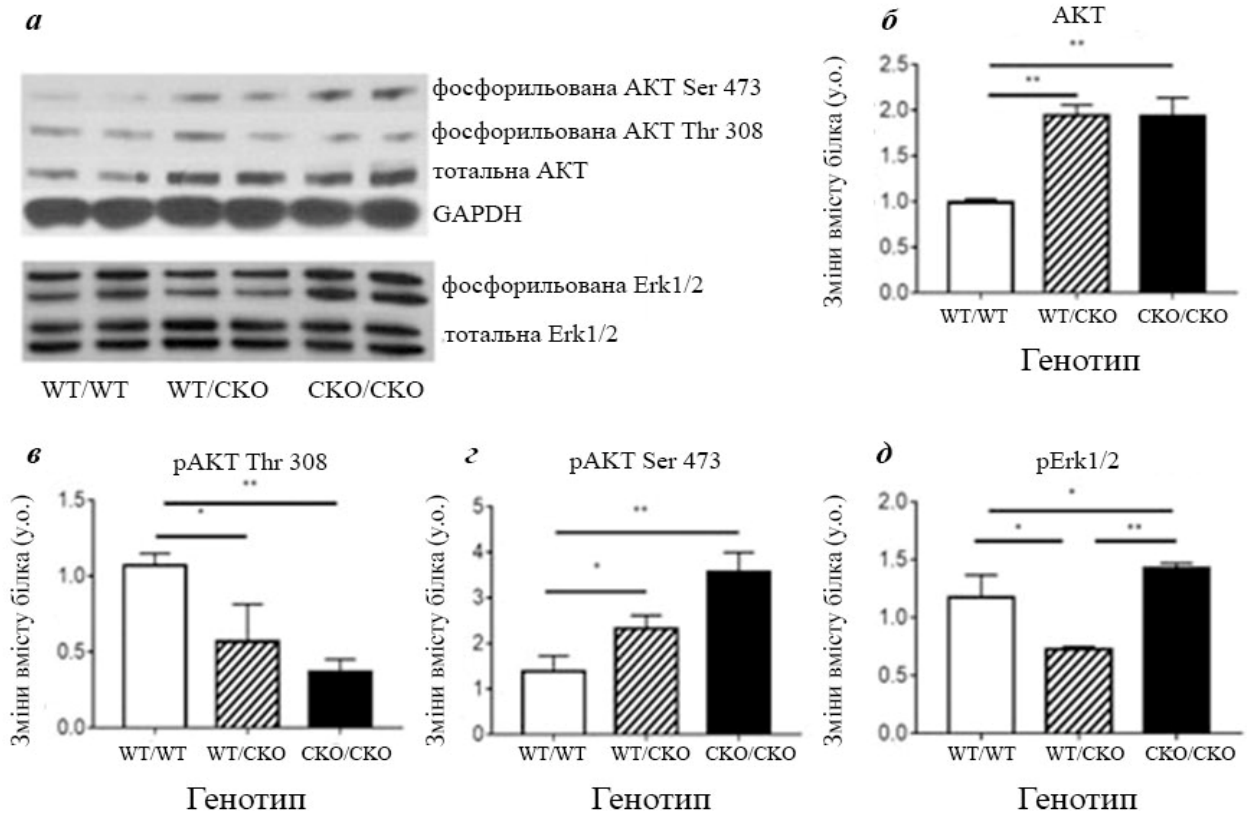 а
фосфорильована АКТ Ser 473
фосфорильована АКТ Thr 308
тотальна АКТ
GAPDH
фосфорильована Erk1/2
тотальна Erk1/2
WT/WT WT/CKO CKO/CKO
б
АКТ
Зміни вмісту білка (у.о.)
2.5
2.0
1.5
1.0
0.5
0.0
**
**
WT/WT WT/CKO CKO/CKO
Генотип
в
pAKT Thr 308
Зміни вмісту білка (у.о.)
1.5
1.0
0.5
0.0
**
*
WT/WT WT/CKO CKO/CKO
Генотип
г
pAKT Ser 473
Зміни вмісту білка (у.о.)
5
4
3
2
1
0
**
*
WT/WT WT/CKO CKO/CKO
Генотип
д
pErk1/2
Зміни вмісту білка (у.о.)
2.0
1.5
1.0
0.5
0.0
*
* **
WT/WT WT/CKO CKO/CKO
Генотип